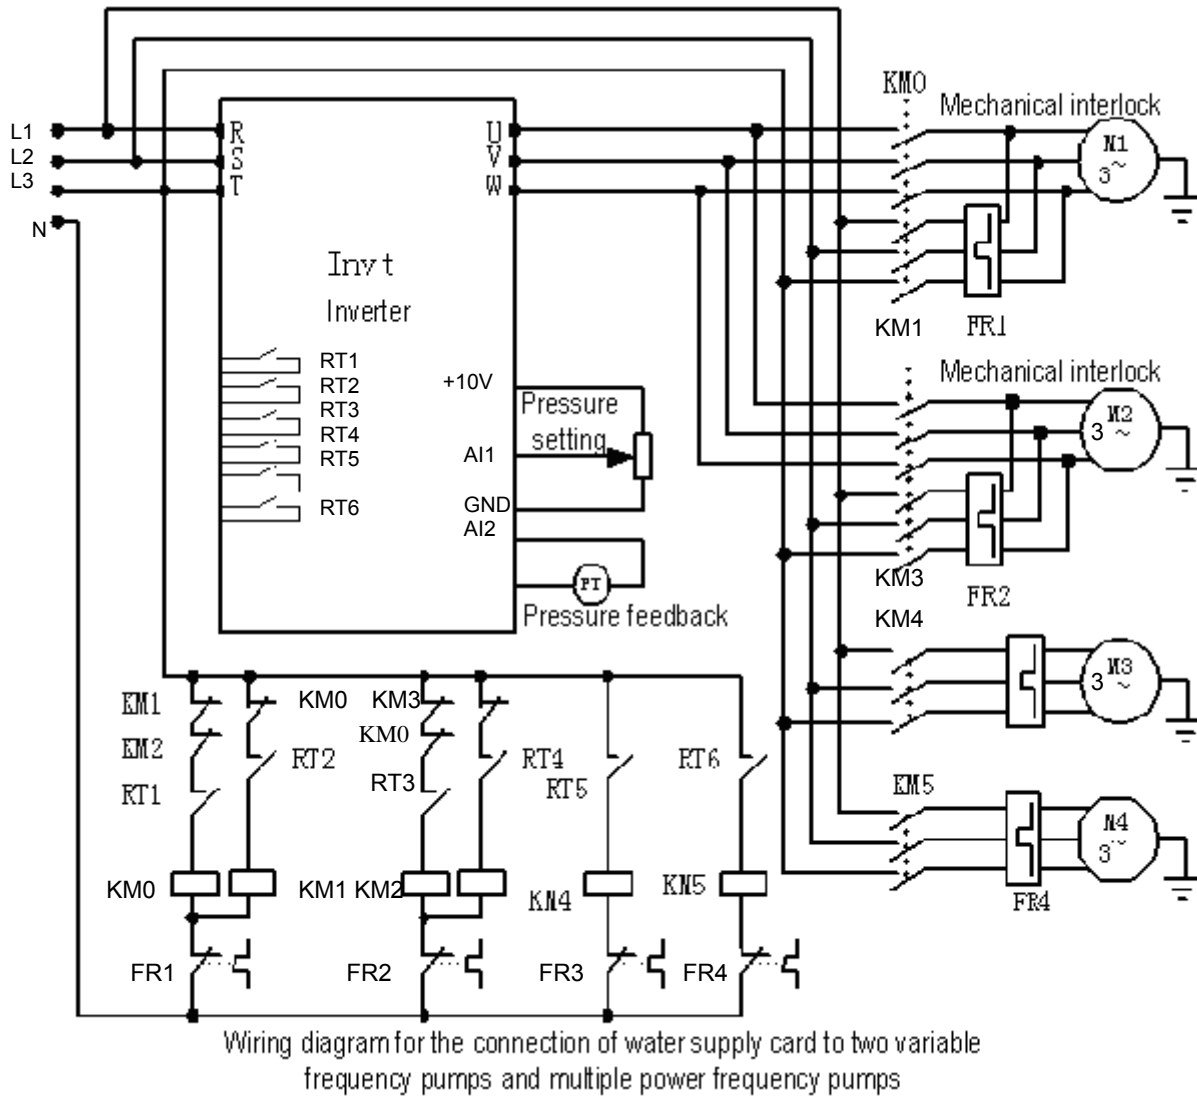 KM0
Mechanical interlock
L1
R
U
M1
3~
L2
S
V
L3
T
W
N
Invt
Inverter
KM1
FR1
RT1
RT2
RT3
RT4
RT5
RT6
+10V
Pressure
setting
AI1
GND
AI2
PT
Pressure feedback
Mechanical interlock
M2
3~
KM3
FR2
KM4
M3
3~
KM5
M4
3~
FR4
KM1
KM0
KM3
KM2
KM0
RT2
RT4
RT6
RT1
RT3
RT5
KM0
KM1
KM2
KM4
KM5
FR1
FR2
FR3
FR4
Wiring diagram for the connection of water supply card to two variable
frequency pumps and multiple power frequency pumps